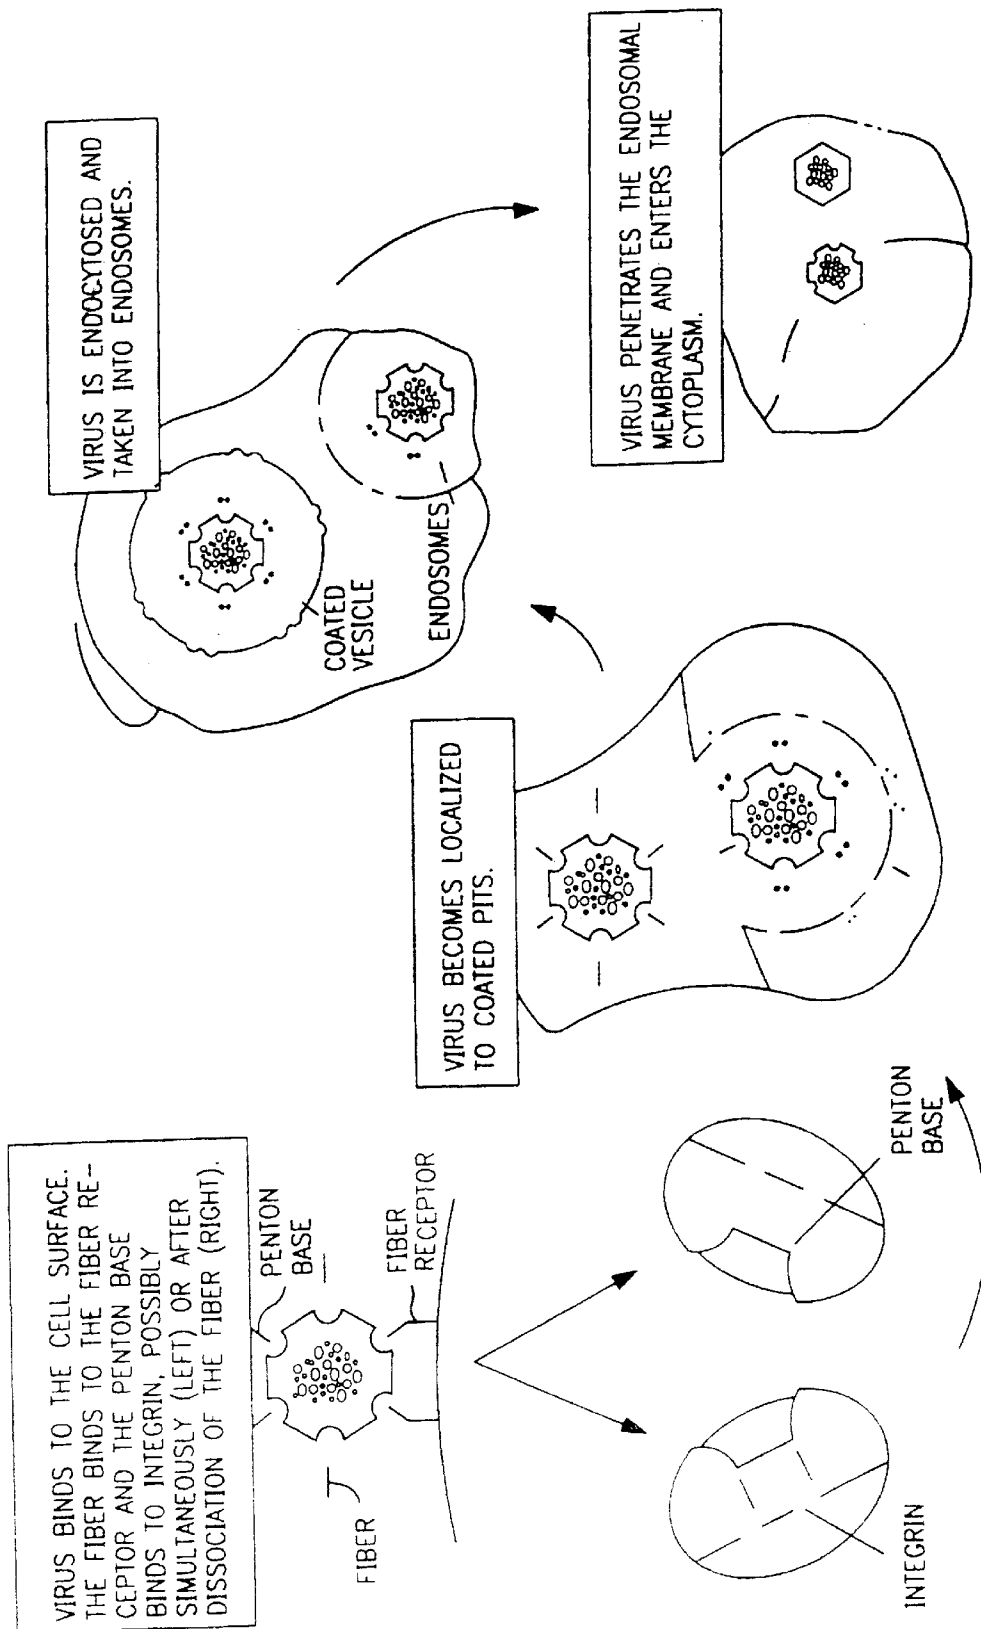 VIRUS BINDS TO THE CELL SURFACE.
THE FIBER BINDS TO THE FIBER RE-
CEPTOR AND THE PENTON BASE
BINDS TO INTEGRIN, POSSIBLY
SIMULTANEOUSLY (LEFT) OR AFTER
DISSOCIATION OF THE FIBER (RIGHT).
PENTON
BASE
FIBER
FIBER
RECEPTOR
INTEGRIN
PENTON
BASE
VIRUS BECOMES LOCALIZED
TO COATED PITS.
VIRUS IS ENDOCYTOSED AND
TAKEN INTO ENDOSOMES.
COATED
VESICLE
ENDOSOMES
VIRUS PENETRATES THE ENDOSOMAL
MEMBRANE AND ENTERS THE
CYTOPLASM.